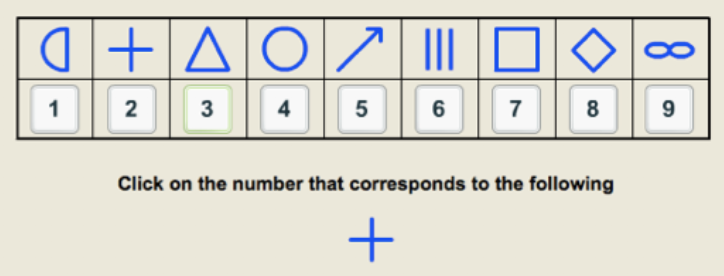 1 2 3 4 5 6 7 8 9
Click on the number that corresponds to the following